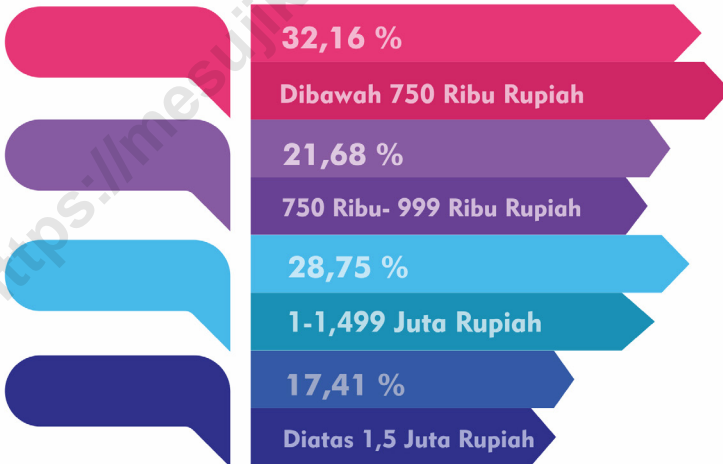 32,16 %
Dibawah 750 Ribu Rupiah
21,68 %
750 Ribu- 999 Ribu Rupiah
28,75 %
1-1,499 Juta Rupiah
17,41 %
Diatas 1,5 Juta Rupiah